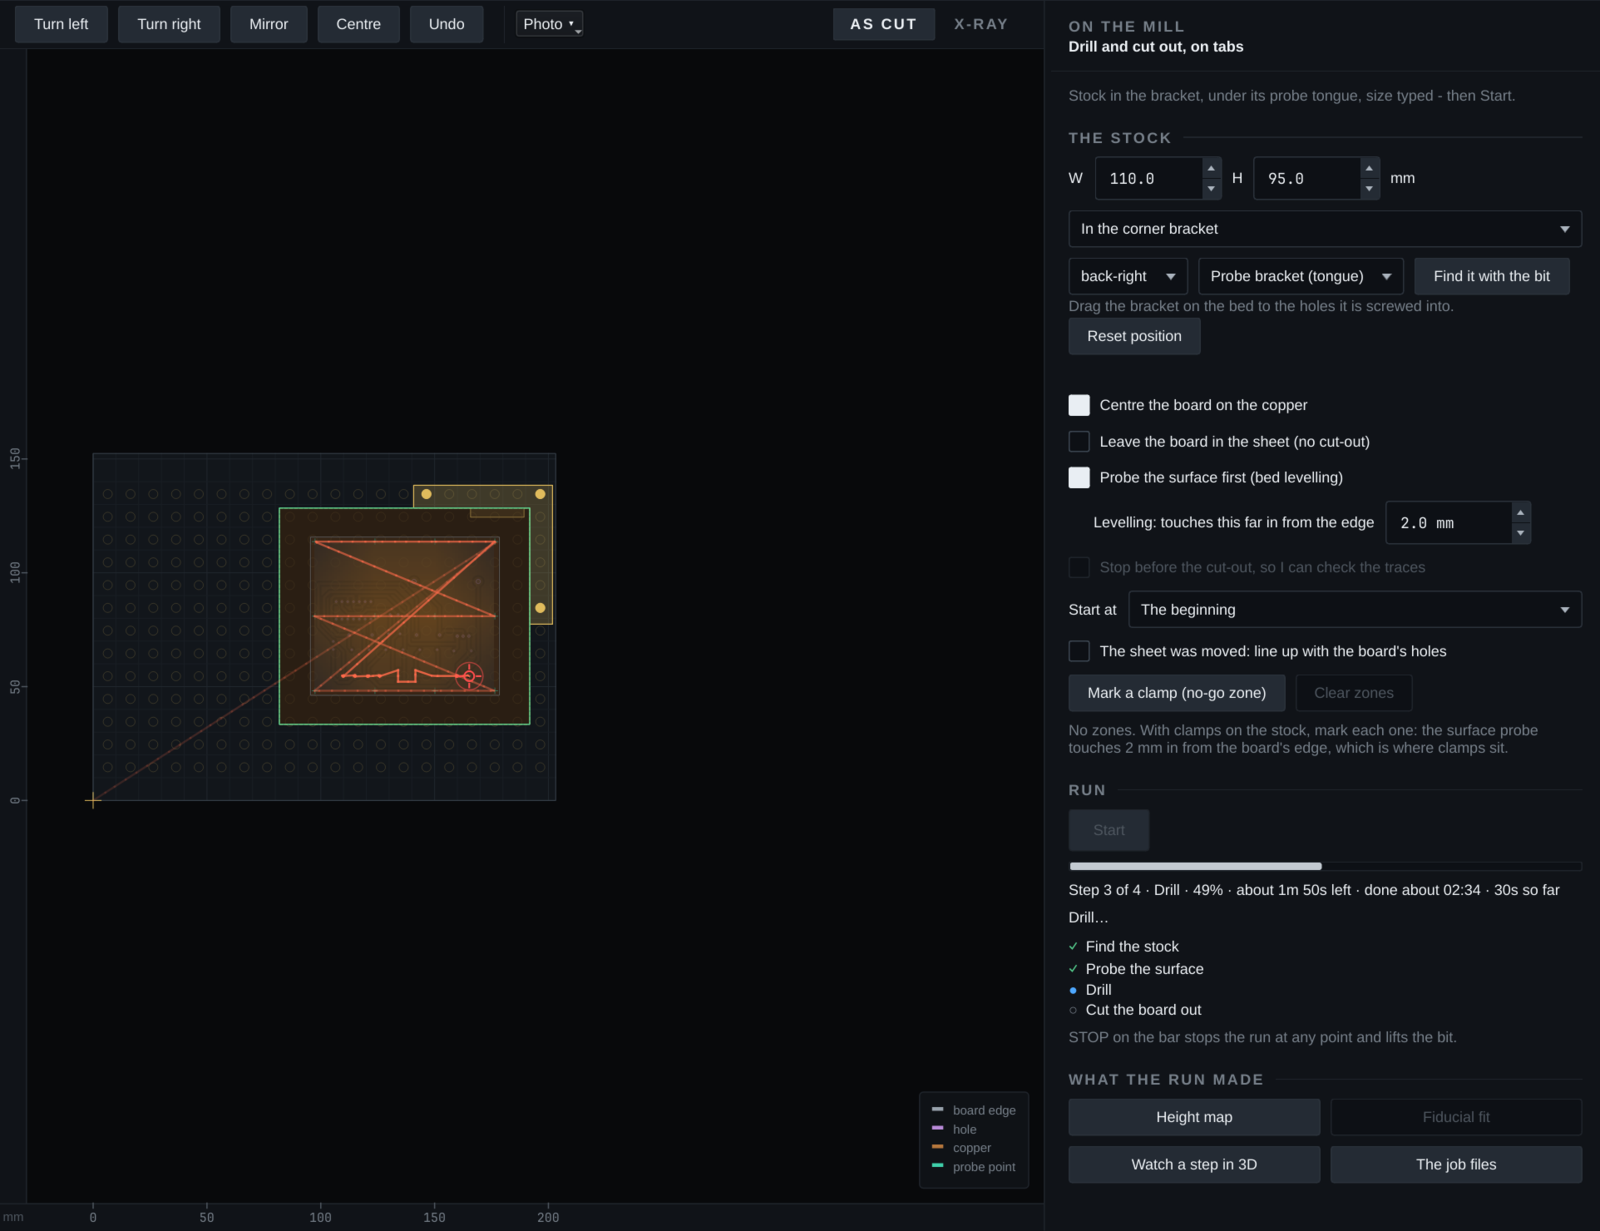 Turn left Turn right Mirror Centre Undo Photo AS CUT X-RAY
150
100
50
0
mm 0 50 100 150 200
board edge
hole
copper
probe point
ON THE MILL
Drill and cut out, on tabs
Stock in the bracket, under its probe tongue, size typed - then Start.
THE STOCK
W 110.0 H 95.0 mm
In the corner bracket
back-right Probe bracket (tongue) Find it with the bit
Drag the bracket on the bed to the holes it is screwed into.
Reset position
Centre the board on the copper
Leave the board in the sheet (no cut-out)
Probe the surface first (bed levelling)
Levelling: touches this far in from the edge 2.0 mm
Stop before the cut-out, so I can check the traces
Start at The beginning
The sheet was moved: line up with the board's holes
Mark a clamp (no-go zone) Clear zones
No zones. With clamps on the stock, mark each one: the surface probe
touches 2 mm in from the board's edge, which is where clamps sit.
RUN
Start
Step 3 of 4 · Drill · 49% · about 1m 50s left · done about 02:34 · 30s so far
Drill…
Find the stock
Probe the surface
Drill
Cut the board out
STOP on the bar stops the run at any point and lifts the bit.
WHAT THE RUN MADE
Height map Fiducial fit
Watch a step in 3D The job files